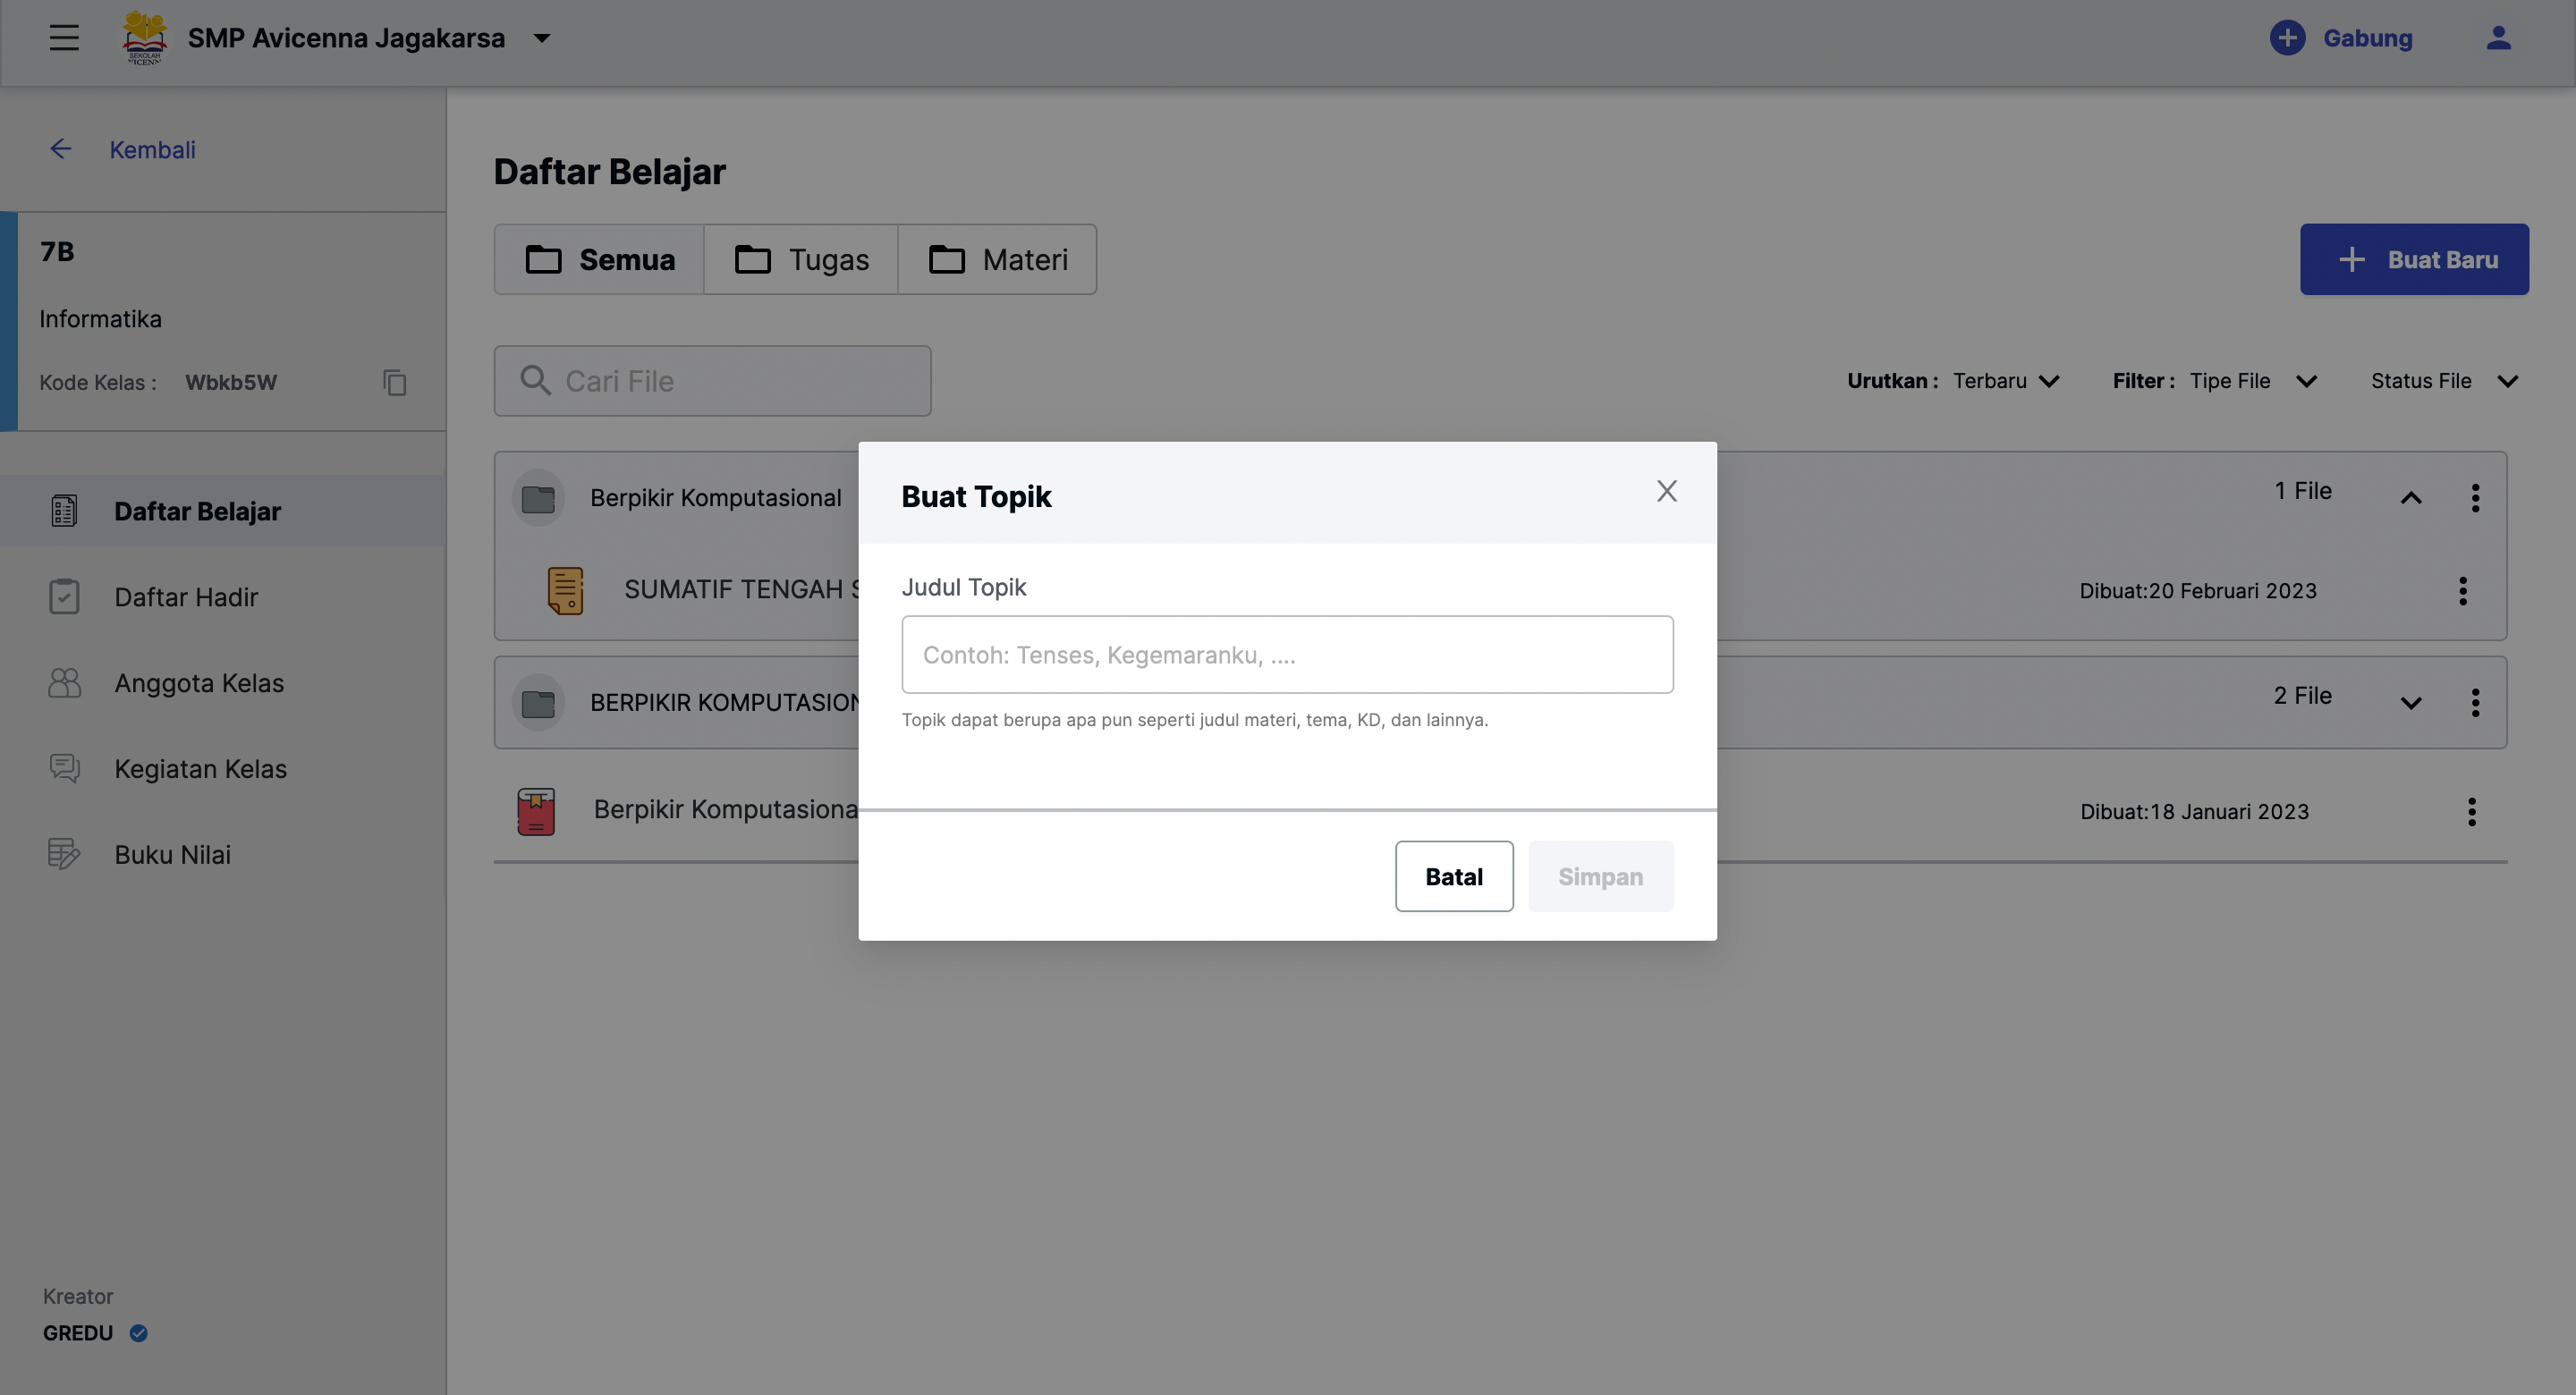 SMP Avicenna Jagakarsa
Gabung
SEKOLAH
Kembali
7B
Informatika
Kode Kelas : Wbkb5W
Daftar Belajar
Daftar Hadir
Anggota Kelas
Kegiatan Kelas
Buku Nilai
Kreator
GREDU
Daftar Belajar
Semua
Tugas
Materi
Buat Baru
Cari File
Urutkan : Terbaru
Filter : Tipe File
Status File
Berpikir Komputasional
1 File
SUMATIF TENGAH
Dibuat:20 Februari 2023
BERPIKIR
2 File
Berpikir
Dibuat:18 Januari 2023
Buat Topik
Judul Topik
Contoh: Tenses, Kegemaranku, ....
Topik dapat berupa apa pun seperti judul materi, tema, KD, dan lainnya.
Batal
Simpan